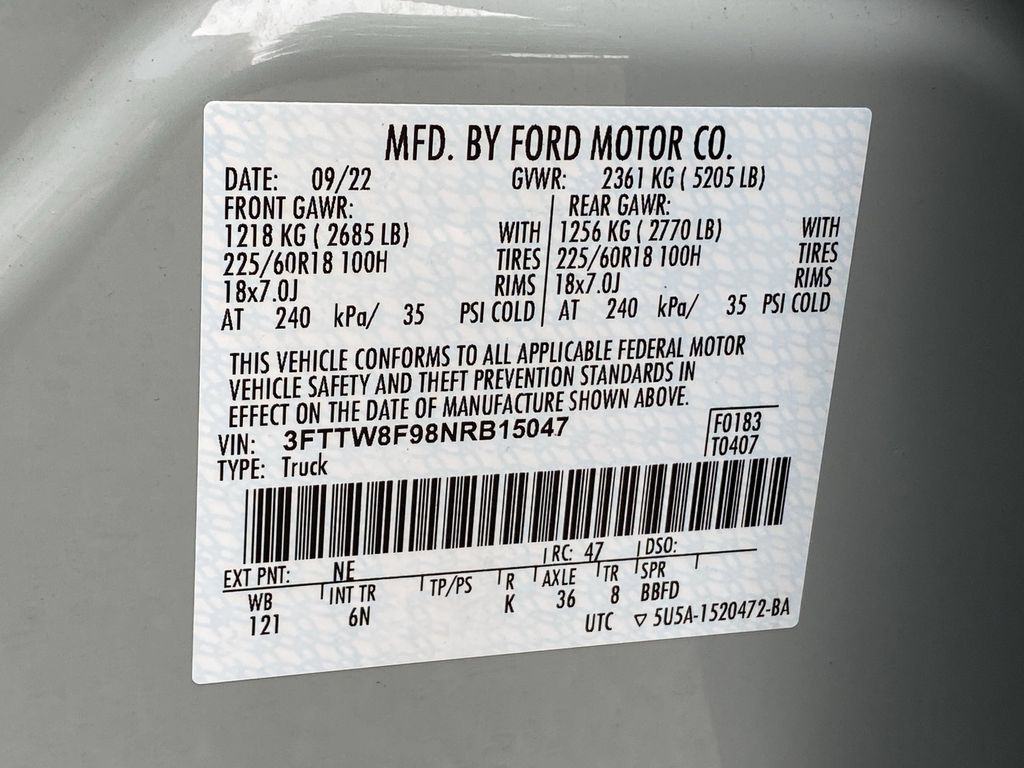 MFD. BY FORD MOTOR CO.
DATE: 09/22 GVWR: 2361 KG ( 5205 LB)
FRONT GAWR: REAR GAWR:
1218 KG ( 2685 LB) WITH 1256 KG ( 2770 LB) WITH
225/60R18 100H TIRES 225/60R18 100H TIRES
18x7.0J RIMS 18x7.0J RIMS
AT 240 kPa/ 35 PSI COLD AT 240 kPa/ 35 PSI COLD
THIS VEHICLE CONFORMS TO ALL APPLICABLE FEDERAL MOTOR
VEHICLE SAFETY AND THEFT PREVENTION STANDARDS IN
EFFECT ON THE DATE OF MANUFACTURE SHOWN ABOVE.
VIN: 3FTTW8F98NRB15047 F0183
TYPE: Truck T0407
EXT PNT: NE RC: 47 DSO:
WB INT TR TP/PS R AXLE TR SPR
121 6N K 36 8 BBFD
UTC ▽ 5U5A-1520472-BA